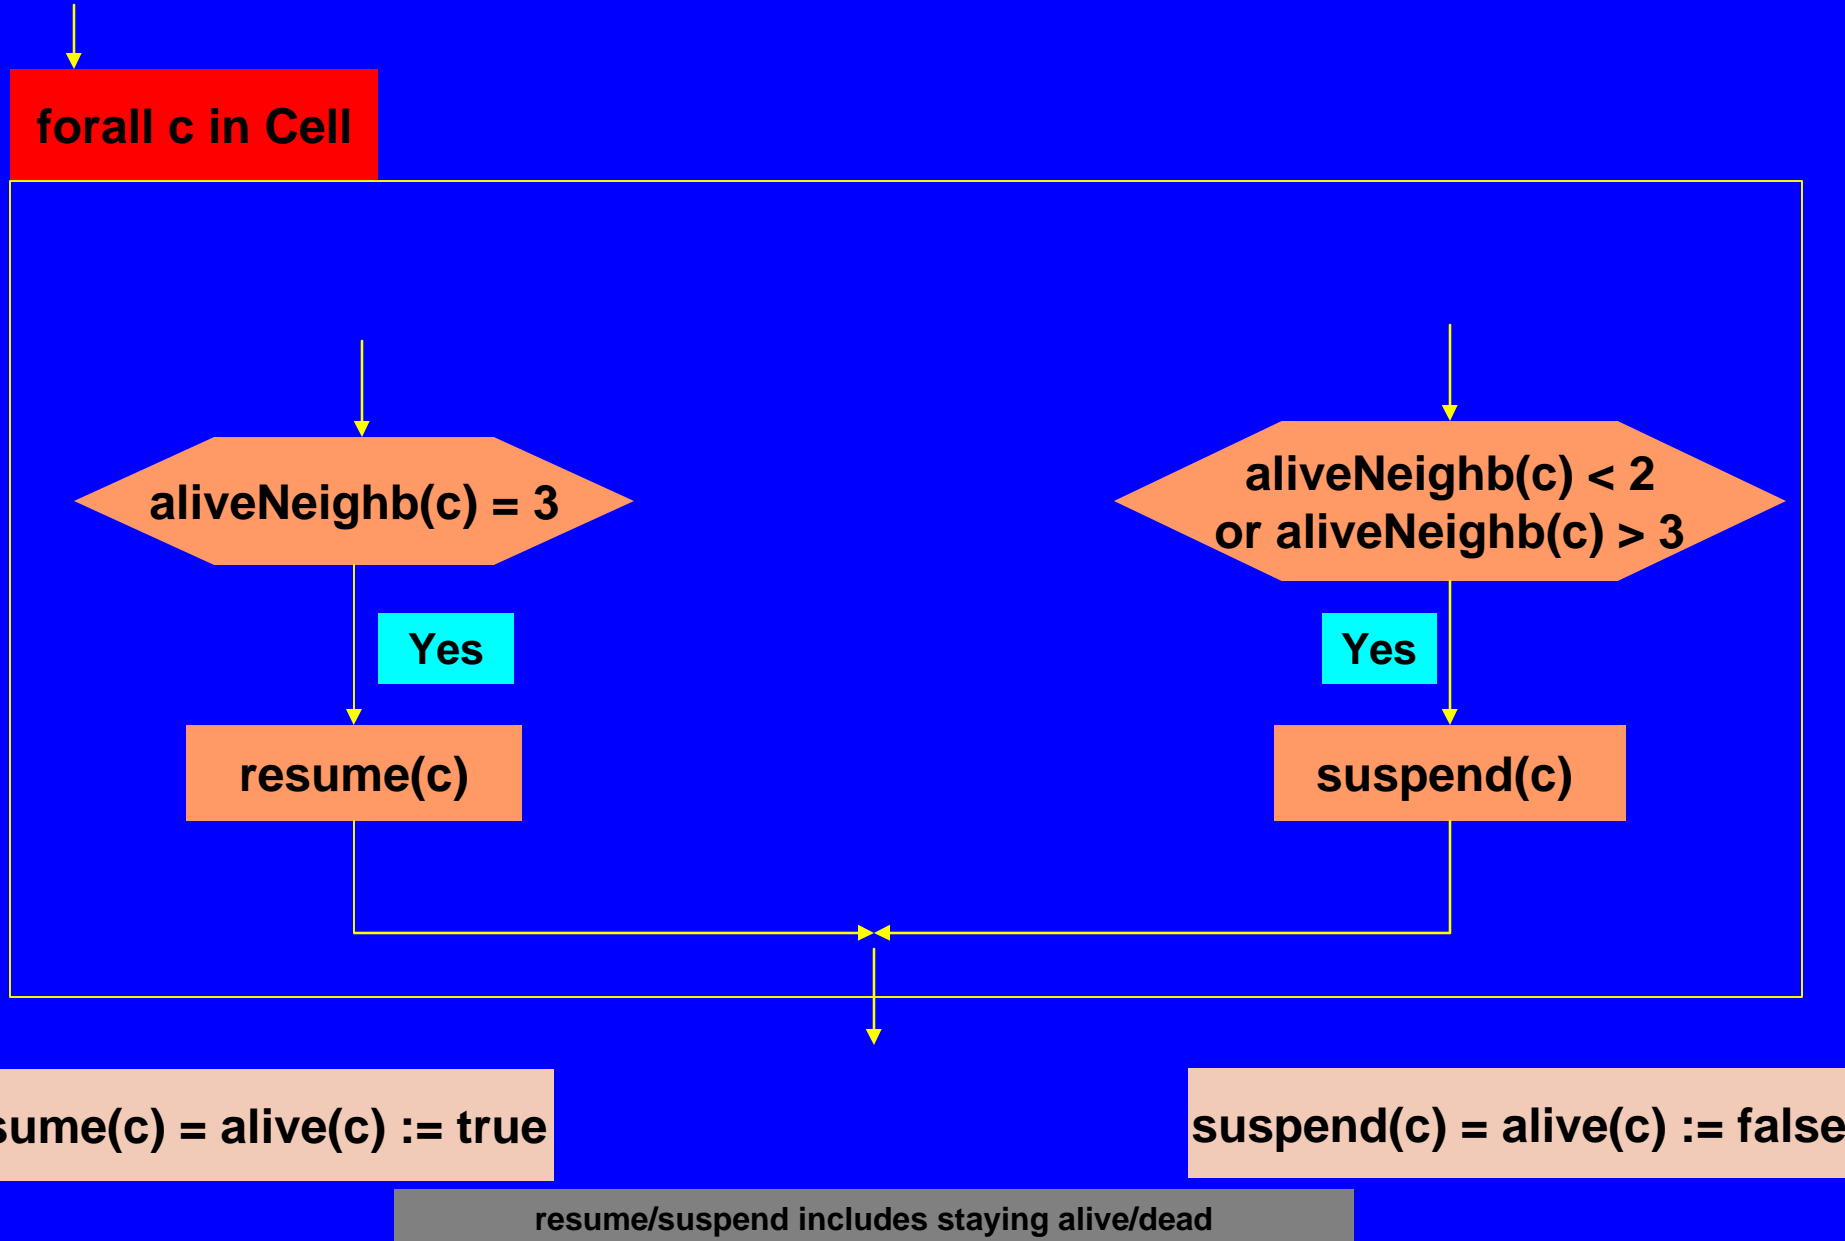 forall c in Cell
aliveNeighb(c) = 3
aliveNeighb(c) < 2
or aliveNeighb(c) > 3
Yes
Yes
resume(c)
suspend(c)
sume(c) = alive(c) := true
suspend(c) = alive(c) := false
resume/suspend includes staying alive/dead